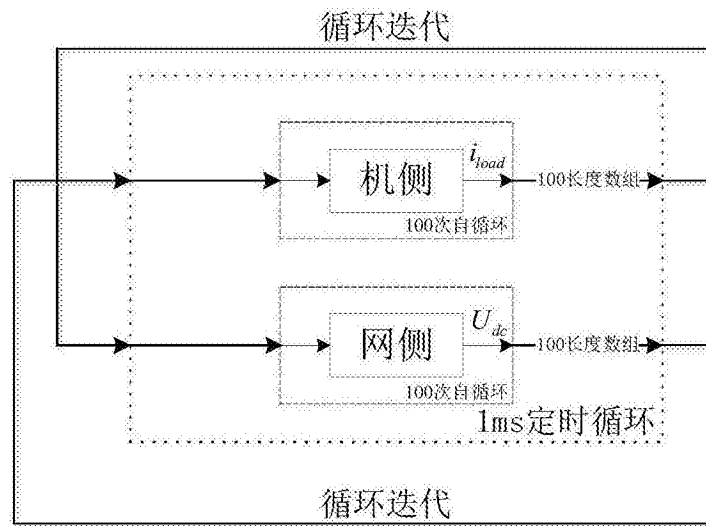 循环迭代
机侧
i_load
100长度数组
100次自循环
网侧
U_dc
100长度数组
100次自循环
1ms定时循环
循环迭代